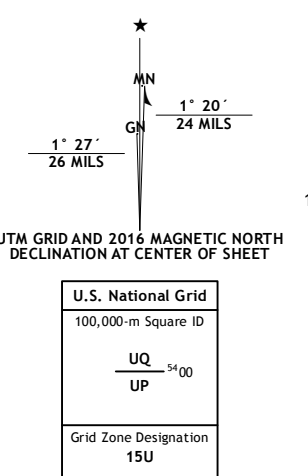 ★
MN
1° 20´
24 MILS
GN
1° 27´
26 MILS
UTM GRID AND 2016 MAGNETIC NORTH
DECLINATION AT CENTER OF SHEET
U.S. National Grid
100,000-m Square ID
UQ
5400
UP
Grid Zone Designation
15U